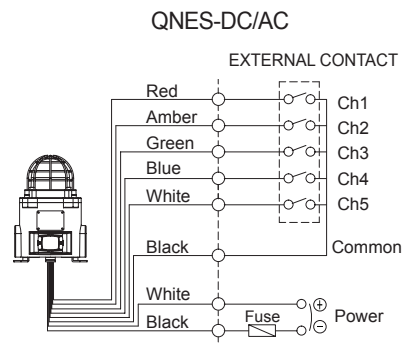 QNES-DC/AC
EXTERNAL CONTACT
Red
Ch1
Amber
Ch2
Green
Ch3
Blue
Ch4
White
Ch5
Black
Common
White
⊕
Fuse
Power
Black
⊖